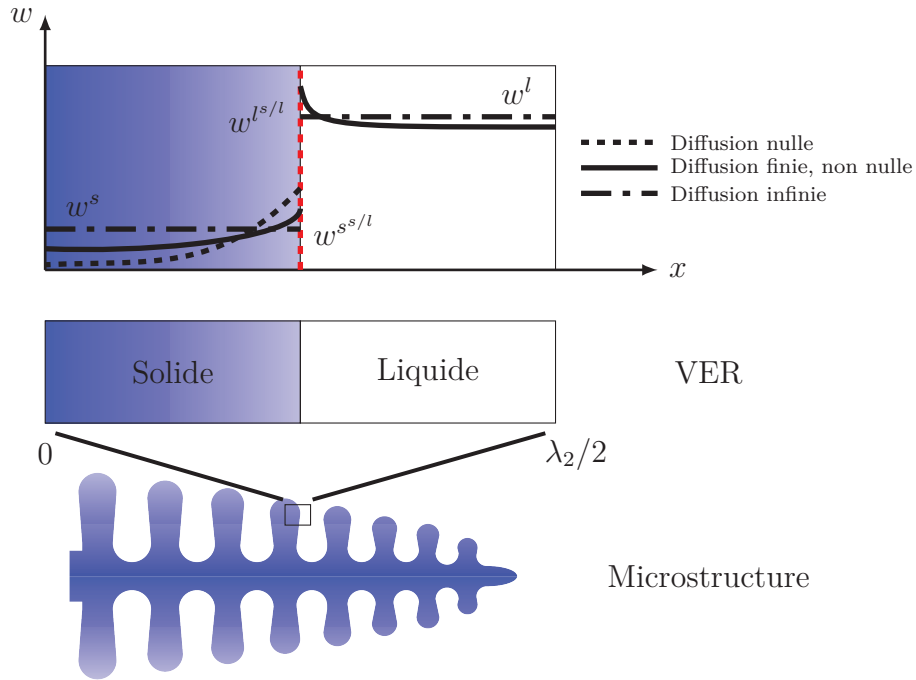 w
w^l
w^{l^{s/l}}
Diffusion nulle
Diffusion finie, non nulle
Diffusion infinie
w^s
w^{s^{s/l}}
x
Solide
Liquide
VER
0
λ₂/2
Microstructure